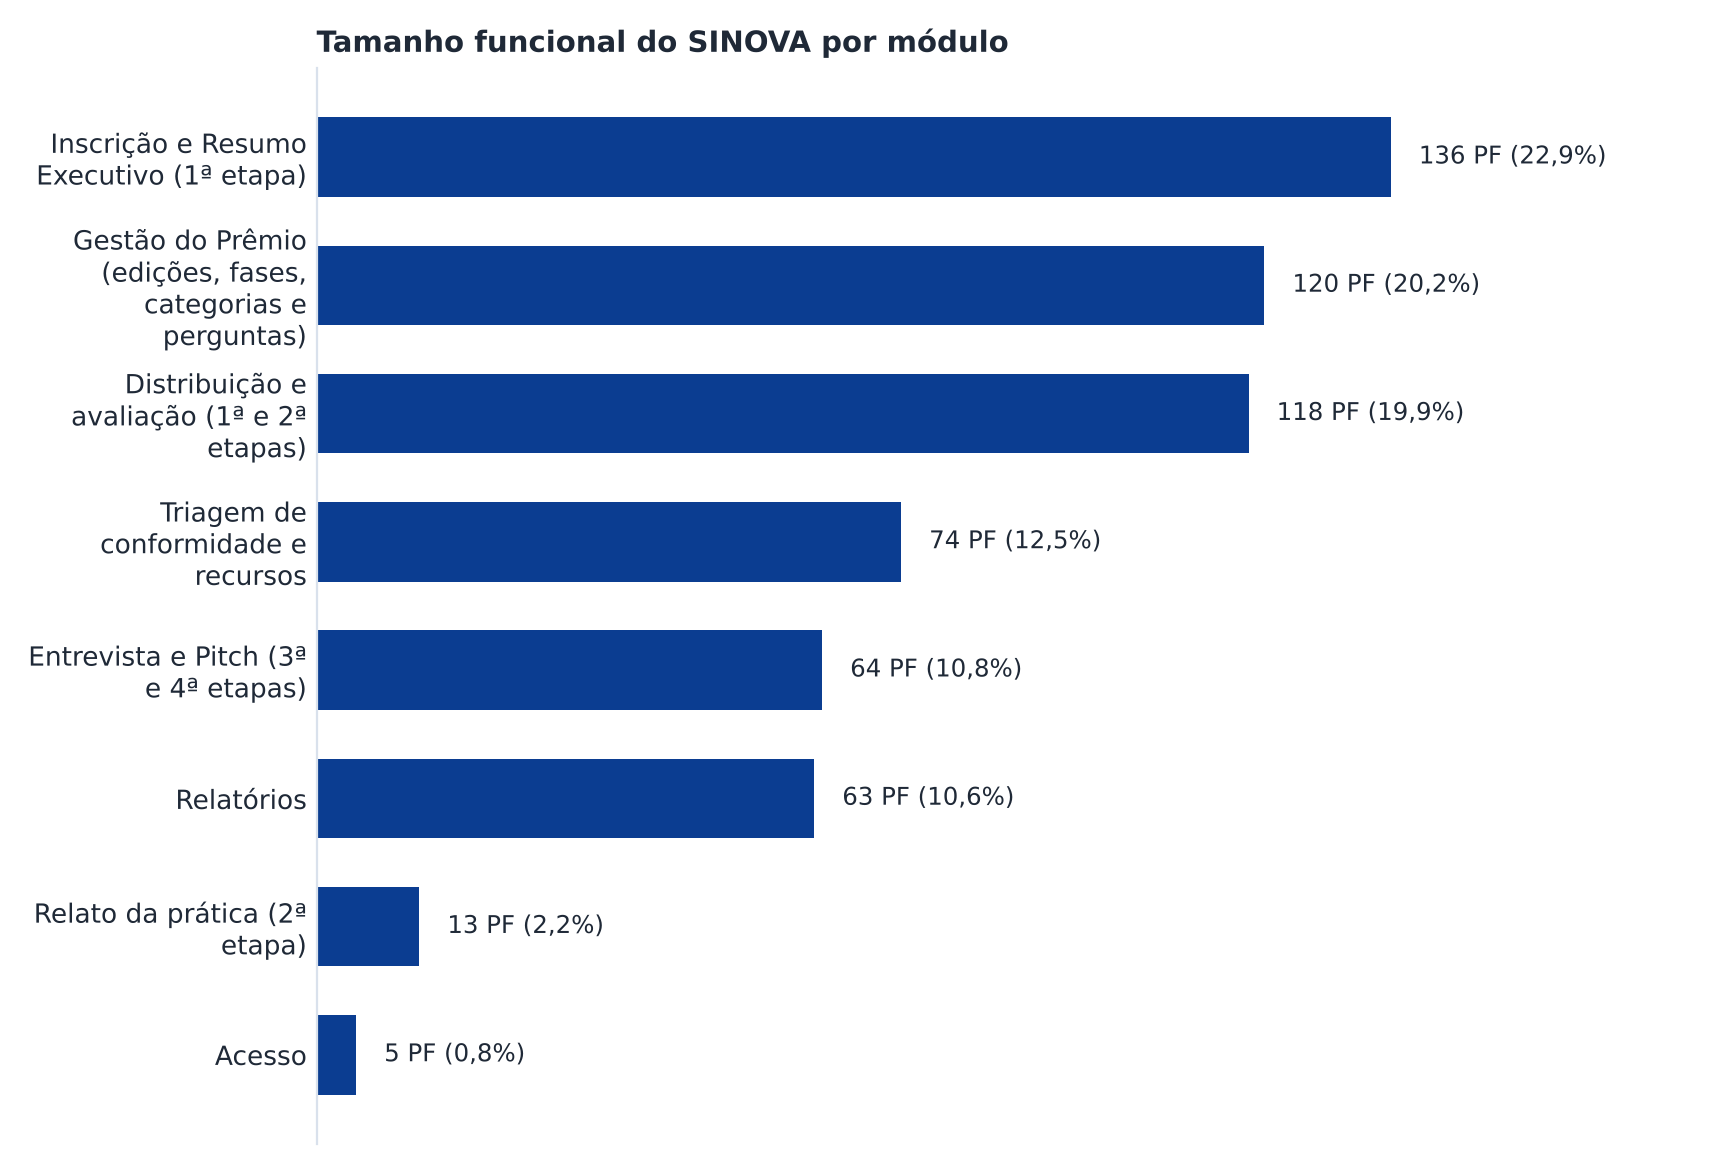 Tamanho funcional do SINOVA por módulo
Inscrição e Resumo
Executivo (1ª etapa)
136 PF (22,9%)
Gestão do Prêmio
(edições, fases,
categorias e
perguntas)
120 PF (20,2%)
Distribuição e
avaliação (1ª e 2ª
etapas)
118 PF (19,9%)
Triagem de
conformidade e
recursos
74 PF (12,5%)
Entrevista e Pitch (3ª
e 4ª etapas)
64 PF (10,8%)
Relatórios
63 PF (10,6%)
Relato da prática (2ª
etapa)
13 PF (2,2%)
Acesso
5 PF (0,8%)